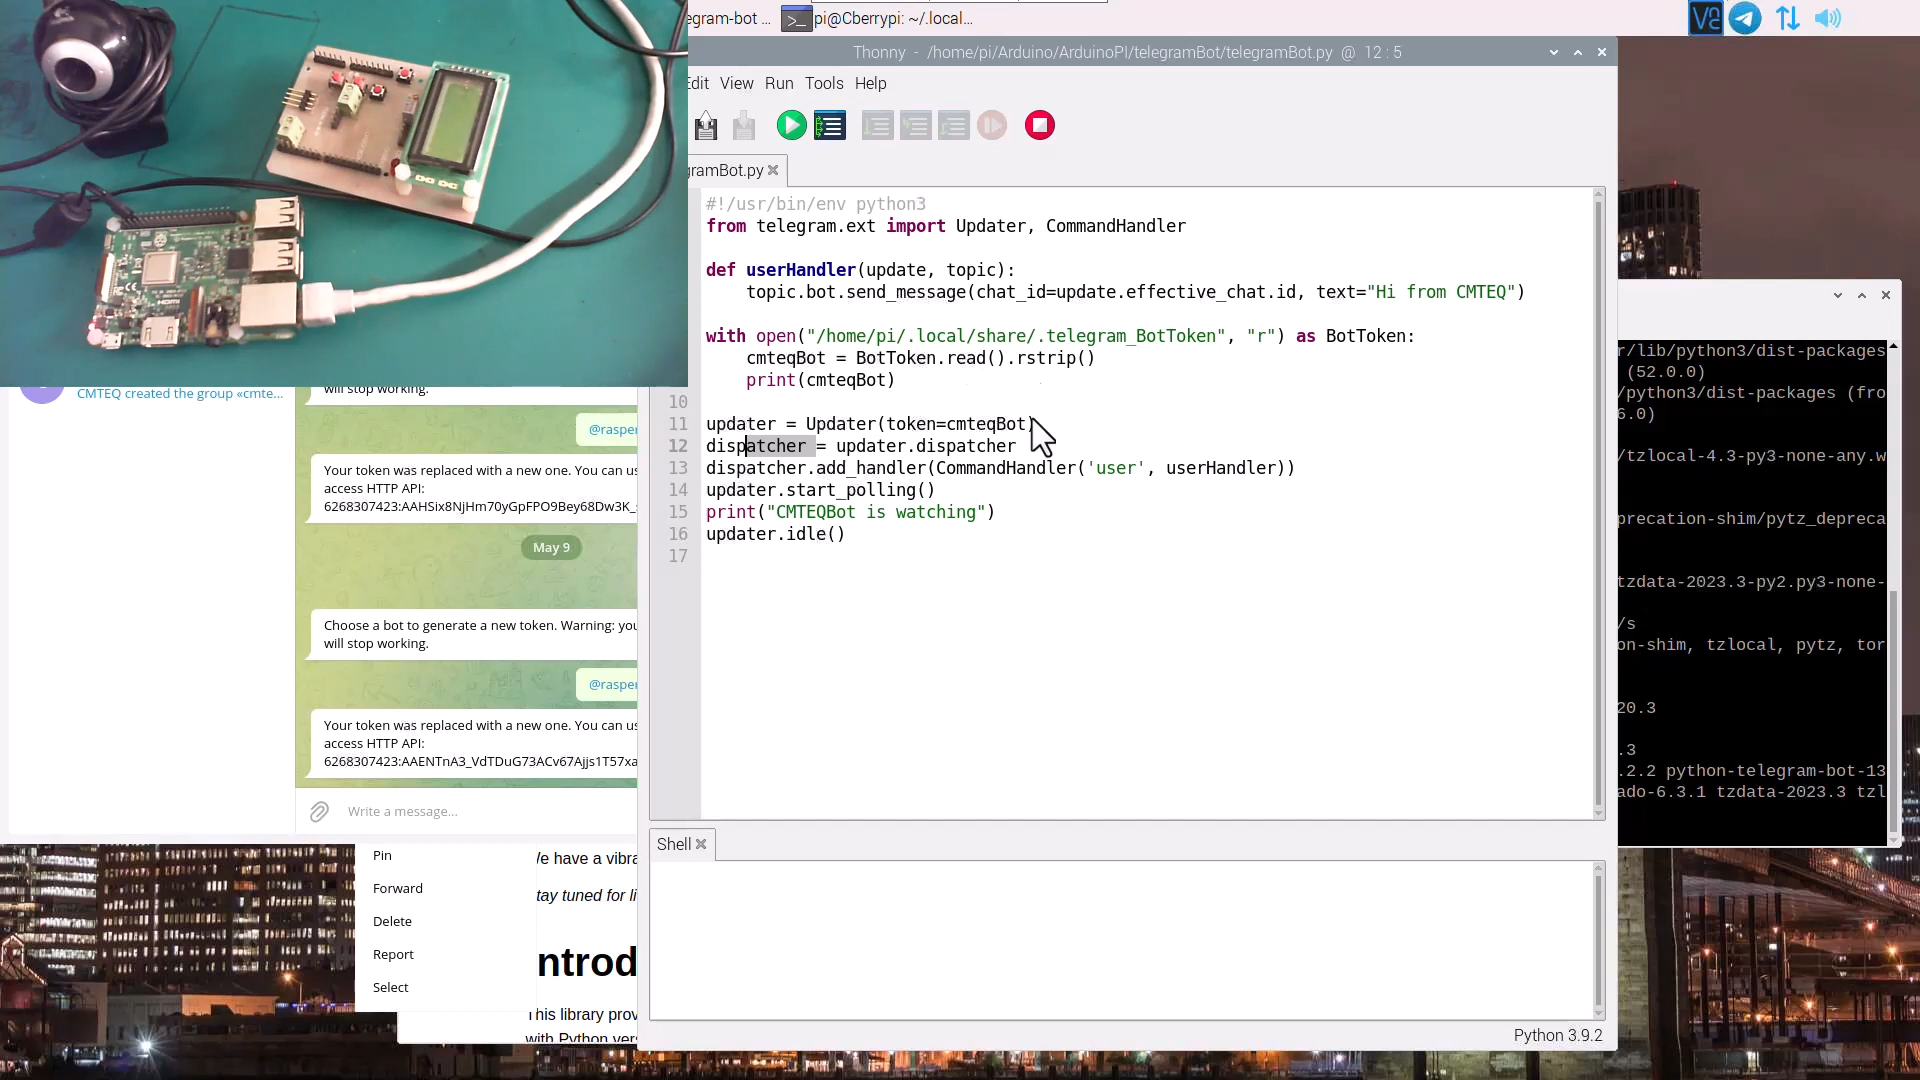 egram-bot ...
pi@Cberrypi: ~/.local...
Thonny - /home/pi/Arduino/ArduinoPI/telegramBot/telegramBot.py @ 12 : 5
Edit View Run Tools Help
gramBot.py
#!/usr/bin/env python3
from telegram.ext import Updater, CommandHandler
def userHandler(update, topic):
topic.bot.send_message(chat_id=update.effective_chat.id, text="Hi from CMTEQ")
with open("/home/pi/.local/share/.telegram_BotToken", "r") as BotToken:
cmteqBot = BotToken.read().rstrip()
print(cmteqBot)
10
11 updater = Updater(token=cmteqBot)
12 dispatcher = updater.dispatcher
13 dispatcher.add_handler(CommandHandler('user', userHandler))
14 updater.start_polling()
15 print("CMTEQBot is watching")
16 updater.idle()
17
Shell
Python 3.9.2
CMTEQ created the group «cmte...
will stop working.
@rasper
Your token was replaced with a new one. You can us
access HTTP API:
6268307423:AAHSix8NjHm70yGpFPO9Bey68Dw3K_
May 9
Choose a bot to generate a new token. Warning: you
will stop working.
@rasper
Your token was replaced with a new one. You can us
access HTTP API:
6268307423:AAENTnA3_VdTDuG73ACv67Ajjs1T57xa
Write a message...
Pin
Forward
Delete
Report
Select
e have a vibra
tay tuned for li
ntrod
his library prov
with Python vers
r/lib/python3/dist-packages
(52.0.0)
/python3/dist-packages (fro
6.0)
/tzlocal-4.3-py3-none-any.w
precation-shim/pytz_depreca
tzdata-2023.3-py2.py3-none-
/s
on-shim, tzlocal, pytz, tor
20.3
.3
.2.2 python-telegram-bot-13
ado-6.3.1 tzdata-2023.3 tzl